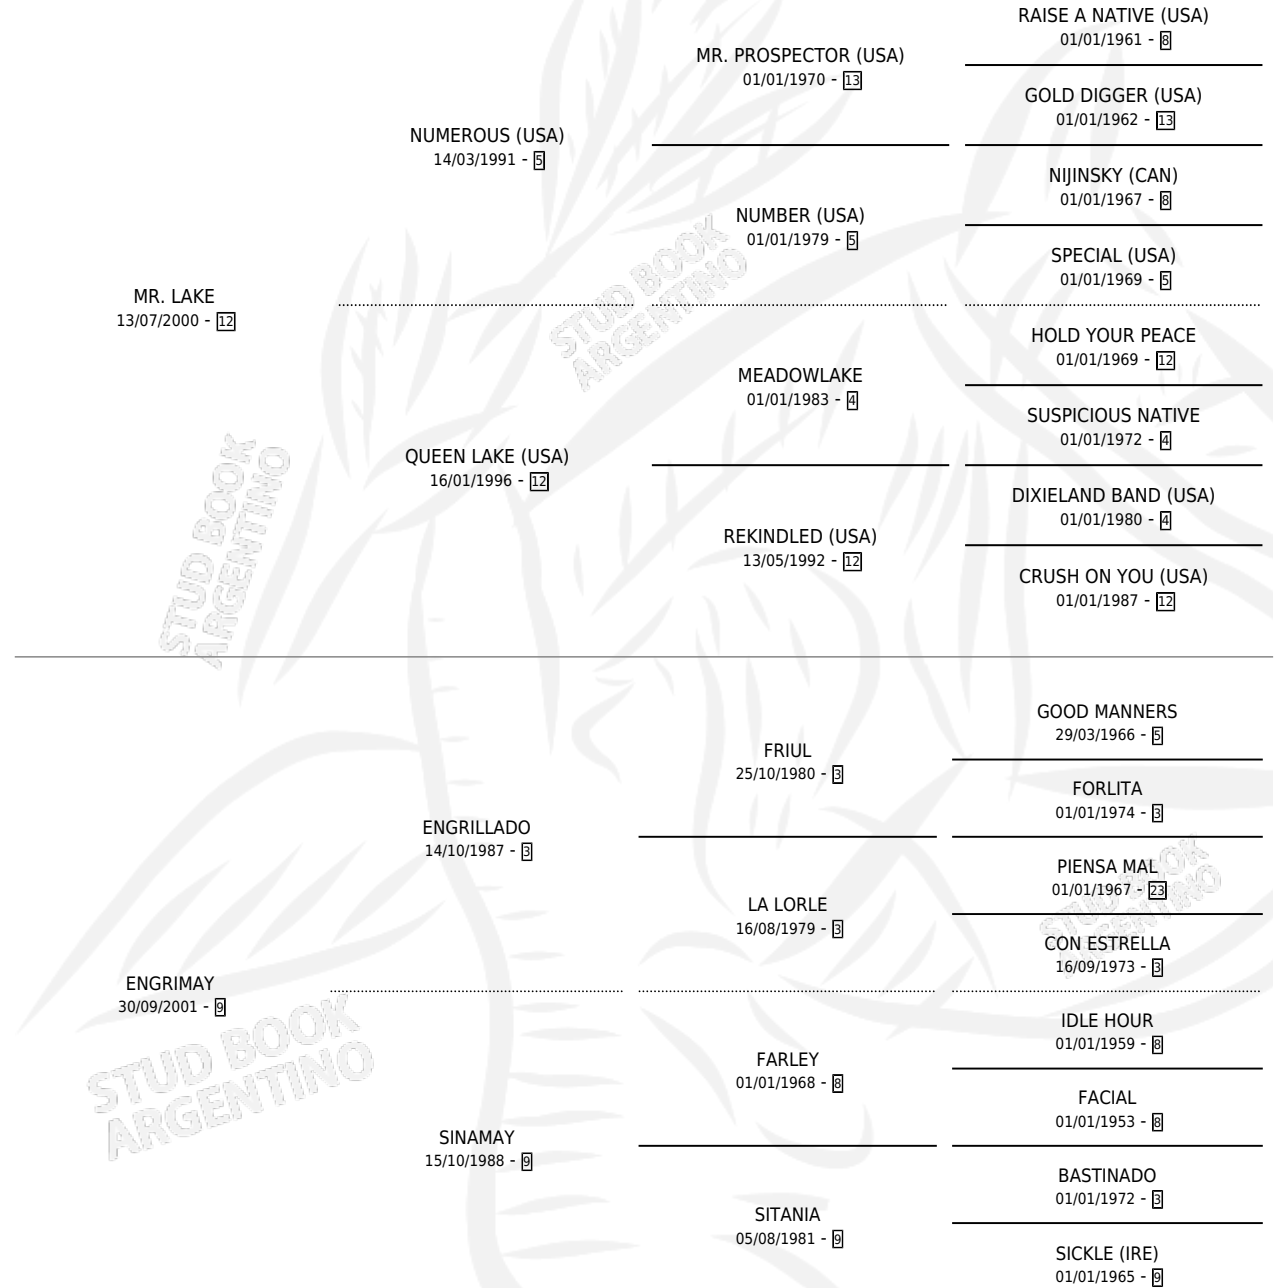 RAISE A NATIVE (USA)
01/01/1961 - 8
MR. PROSPECTOR (USA)
01/01/1970 - 13
GOLD DIGGER (USA)
01/01/1962 - 13
NUMEROUS (USA)
14/03/1991 - 5
NIJINSKY (CAN)
01/01/1967 - 8
NUMBER (USA)
01/01/1979 - 5
SPECIAL (USA)
01/01/1969 - 5
MR. LAKE
13/07/2000 - 12
HOLD YOUR PEACE
01/01/1969 - 12
MEADOWLAKE
01/01/1983 - 4
SUSPICIOUS NATIVE
01/01/1972 - 4
QUEEN LAKE (USA)
16/01/1996 - 12
DIXIELAND BAND (USA)
01/01/1980 - 4
REKINDLED (USA)
13/05/1992 - 12
CRUSH ON YOU (USA)
01/01/1987 - 12
STUD BOOK
ARGENTINO
STUD BOOK
ARGENTINO
GOOD MANNERS
29/03/1966 - 5
FRIUL
25/10/1980 - 3
FORLITA
01/01/1974 - 3
ENGRILLADO
14/10/1987 - 3
PIENSA MAL
01/01/1967 - 23
LA LORLE
16/08/1979 - 3
CON ESTRELLA
16/09/1973 - 3
ENGRIMAY
30/09/2001 - 9
IDLE HOUR
01/01/1959 - 8
FARLEY
01/01/1968 - 8
FACIAL
01/01/1953 - 8
SINAMAY
15/10/1988 - 9
BASTINADO
01/01/1972 - 3
SITANIA
05/08/1981 - 9
SICKLE (IRE)
01/01/1965 - 9
STUD BOOK
ARGENTINO
STUD BOOK
ARGENTINO